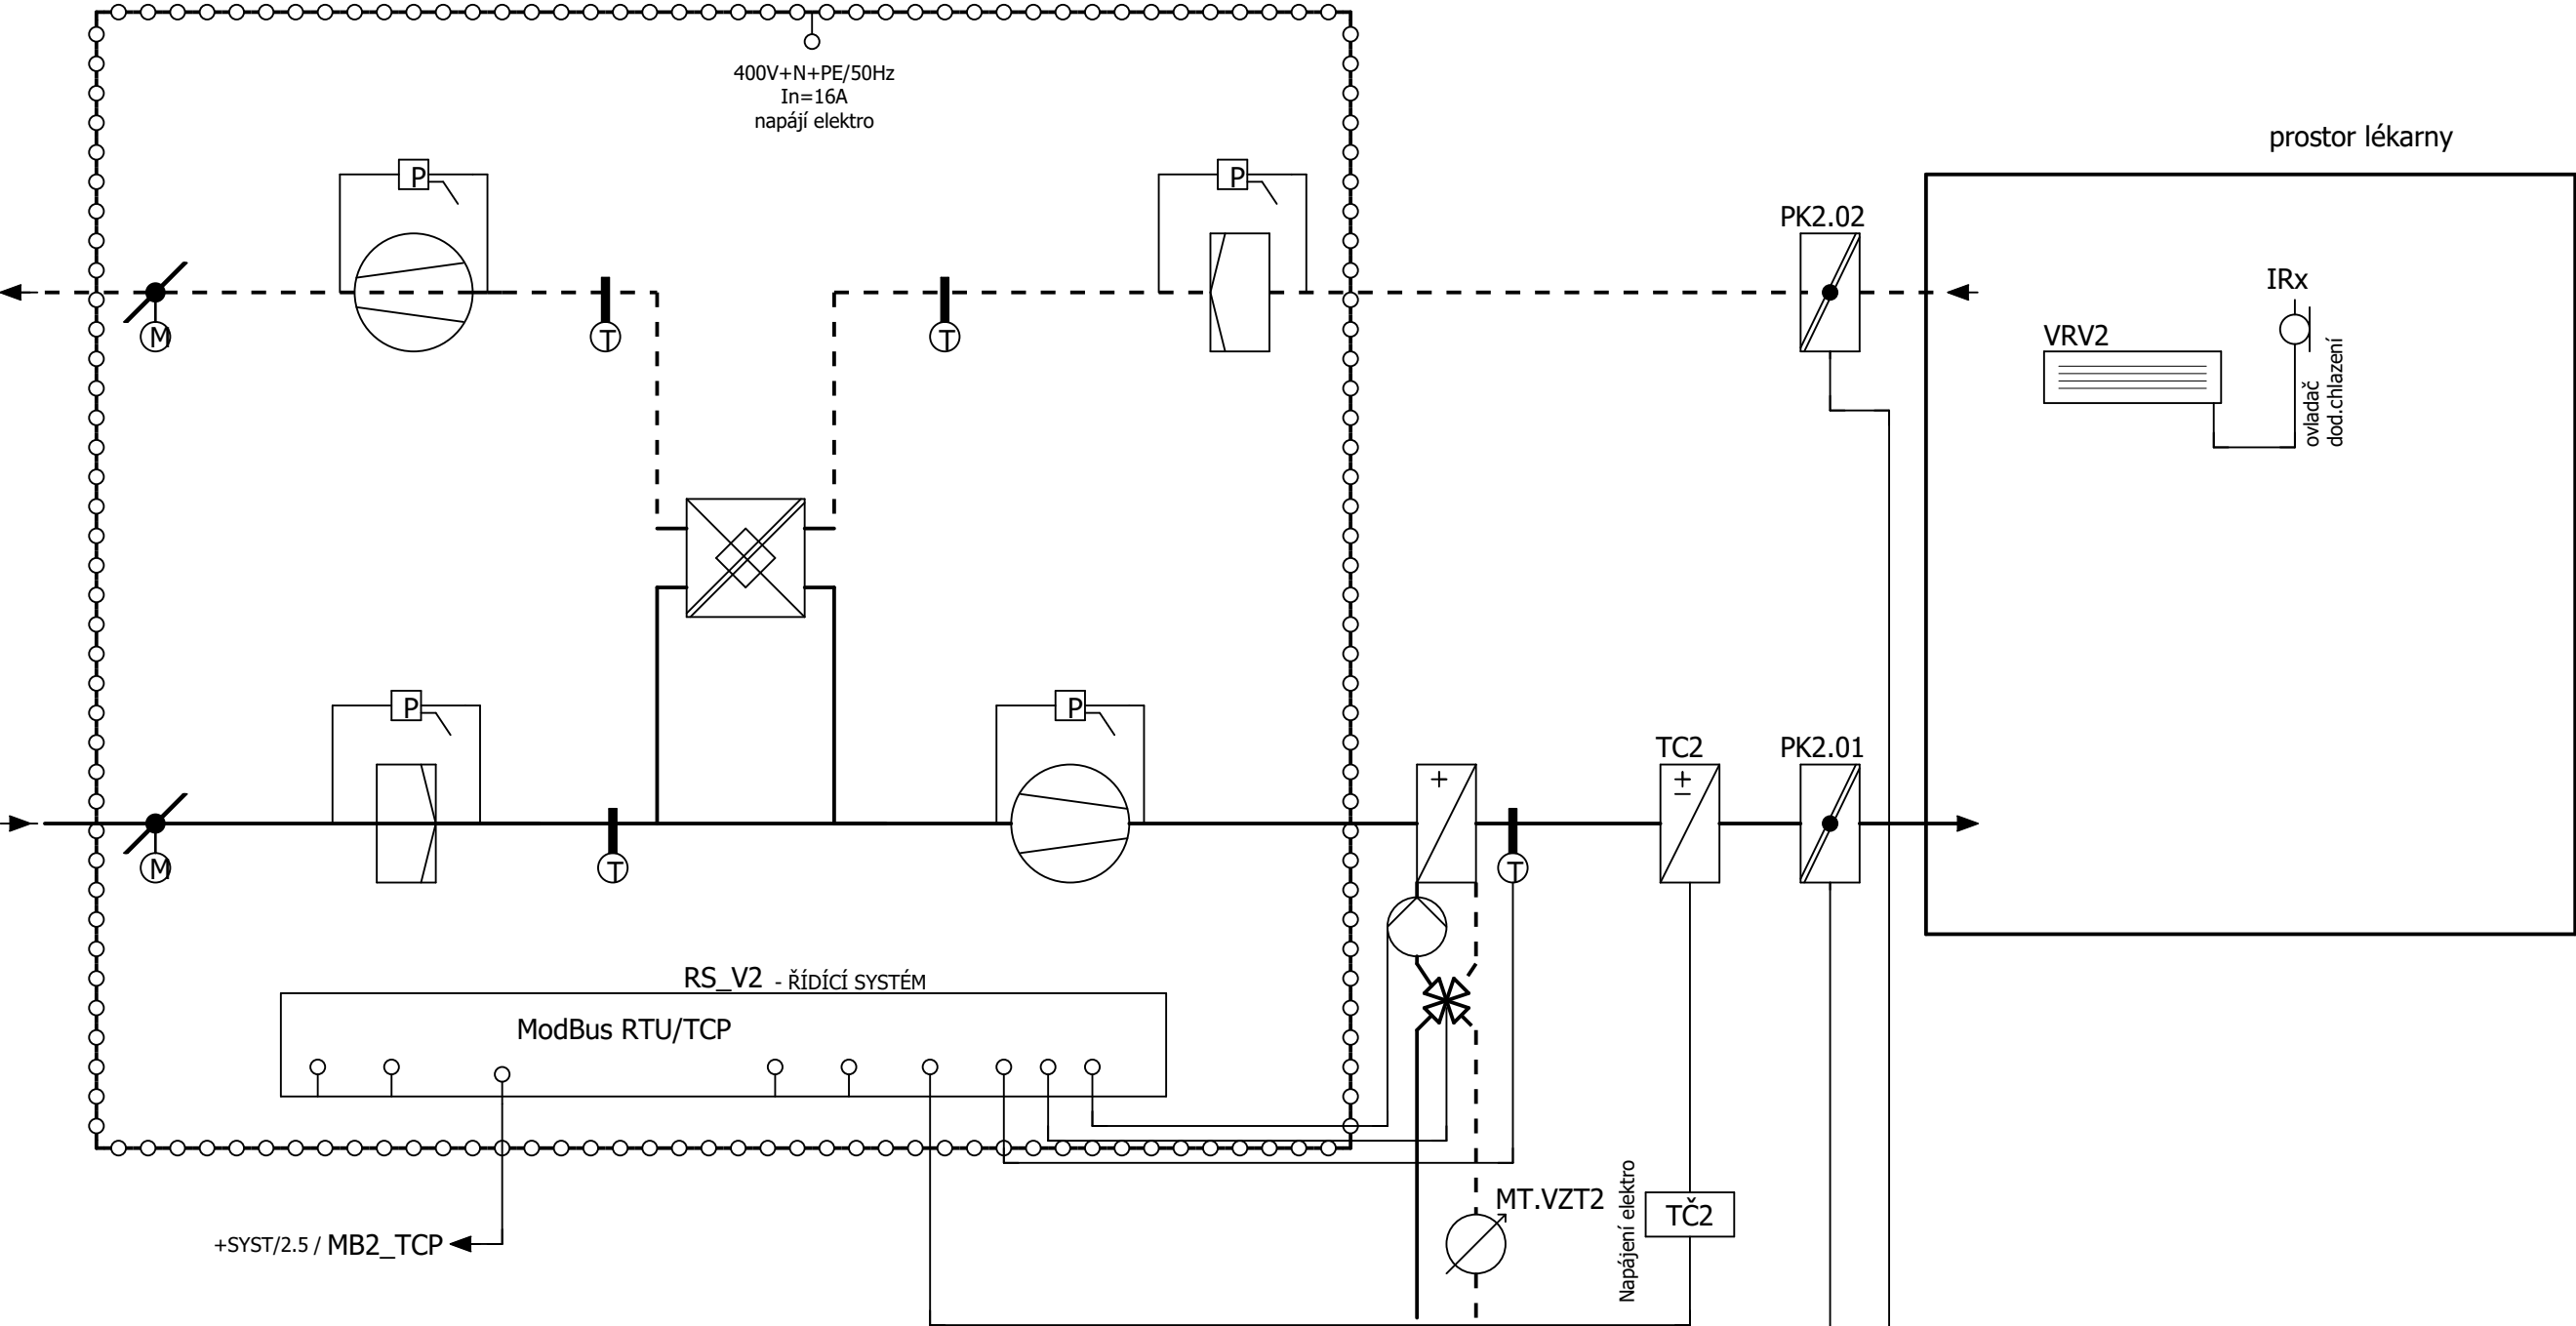 400V+N+PE/50Hz
In=16A
napájí elektro
prostor lékarny
P
P
PK2.02
IRx
VRV2
ovladač
dod.chlazení
M
T
T
P
P
TC2
PK2.01
+
±
M
T
T
RS_V2 - ŘÍDÍCÍ SYSTÉM
ModBus RTU/TCP
MT.VZT2
Napájení elektro
TČ2
+SYST/2.5 / MB2_TCP